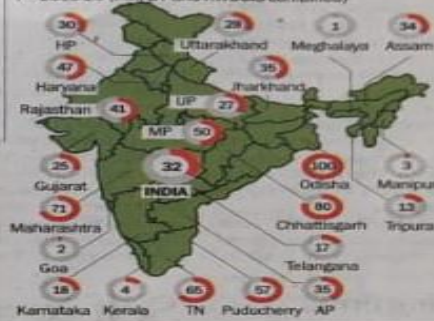 30 28 1 34
HP Uttarakhand Meghalaya Assam
47 35
Haryana Jharkhand
Rajasthan 41 UP 27
MP 50
25 32 100 3
Gujarat INDIA Odisha Manipur
71 80 13
Maharashtra Chhattisgarh Tripura
2 17
Goa Telangana
18 4 65 57 35
Karnataka Kerala TN Puducherry AP